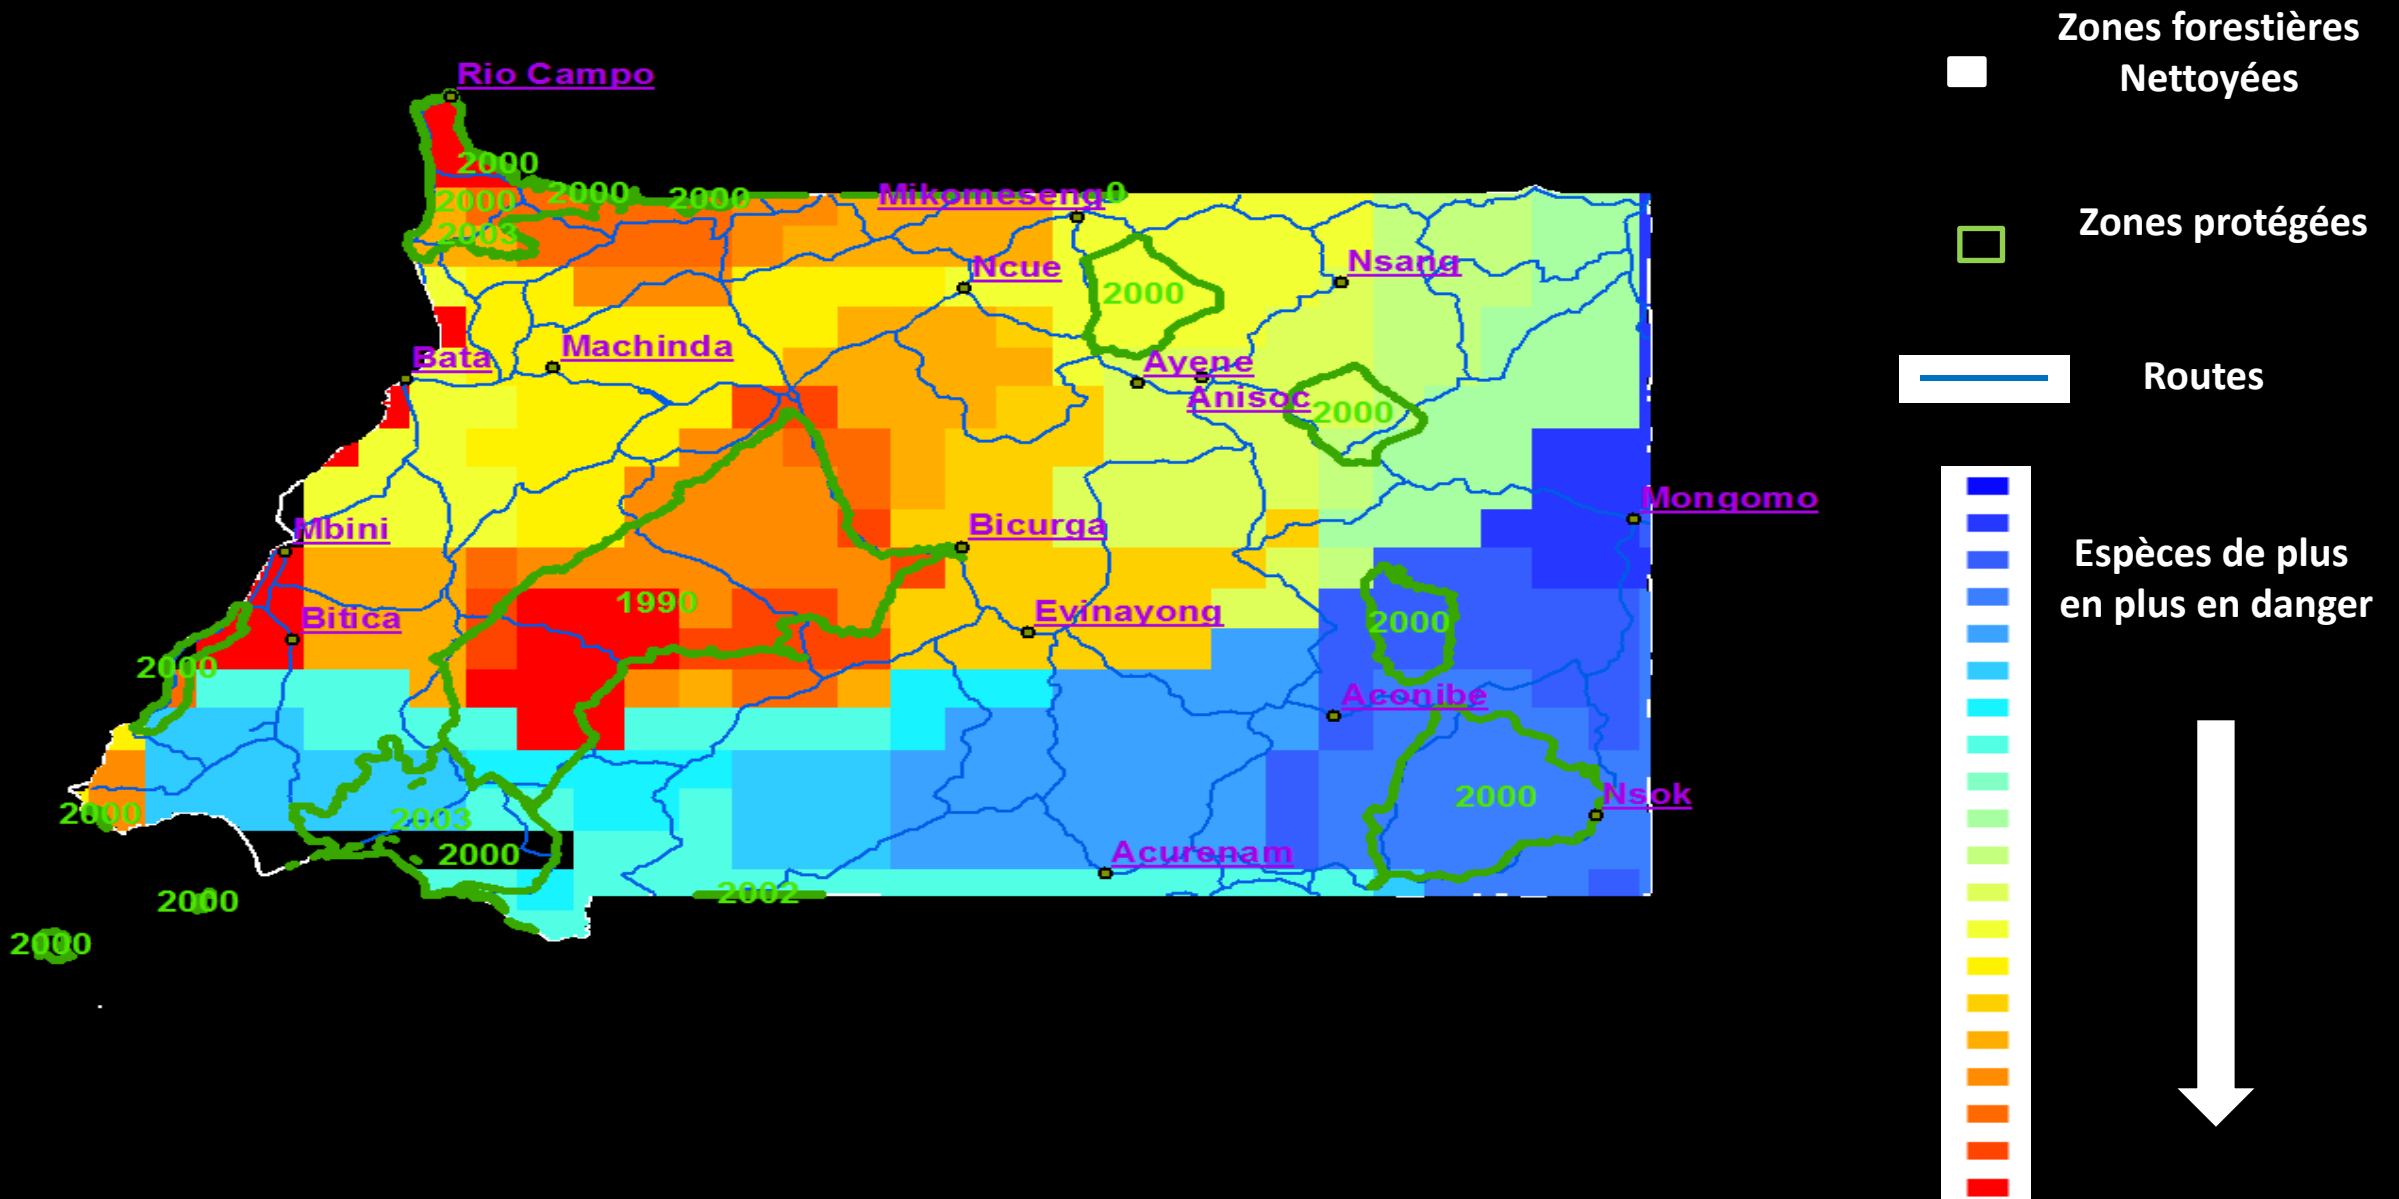 Zones forestières
Nettoyées
Rio Campo
2000
2000
2000
2000
Mikomeseng
0
2000
2003
Zones protégées
Ncue
Nsang
2000
Bata
Machinda
Ayene
Anisoc
2000
Routes
Mbini
Bicurga
Mongomo
Espèces de plus
en plus en danger
Bitica
1990
Evinayong
2000
2000
Aconibe
2000
2003
2000
Nsok
2000
Acurenam
2000
2002
2000